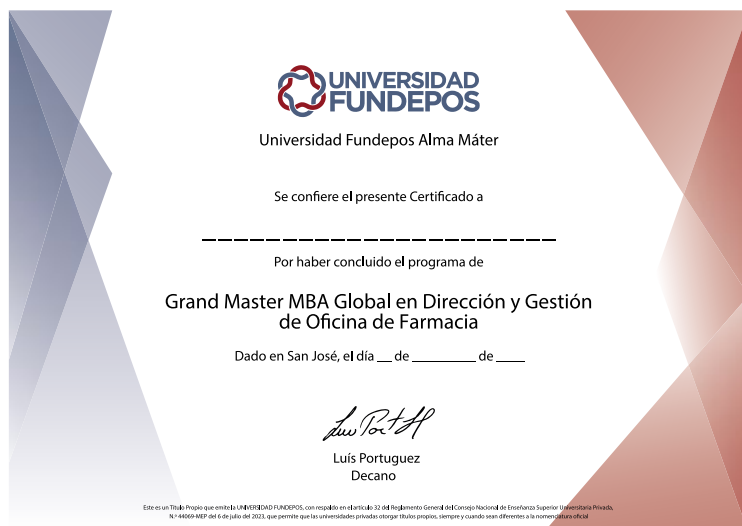 UNIVERSIDAD
FUNDEPOS
Universidad Fundepos Alma Máter
Se confiere el presente Certificado a
Por haber concluido el programa de
Grand Master MBA Global en Dirección y Gestión
de Oficina de Farmacia
Dado en San José, el día __ de ________ de ____
Luís Portuguez
Decano
Este es un Título Propio que emite la UNIVERSIDAD FUNDEPOS, con respaldo en el artículo 32 del Reglamento General del Consejo Nacional de Enseñanza Superior Universitaria Privada,
N.º 44069-MEP del 6 de julio del 2023, que permite que las universidades privadas otorgar títulos propios, siempre y cuando sean diferentes a la nomenclatura oficial